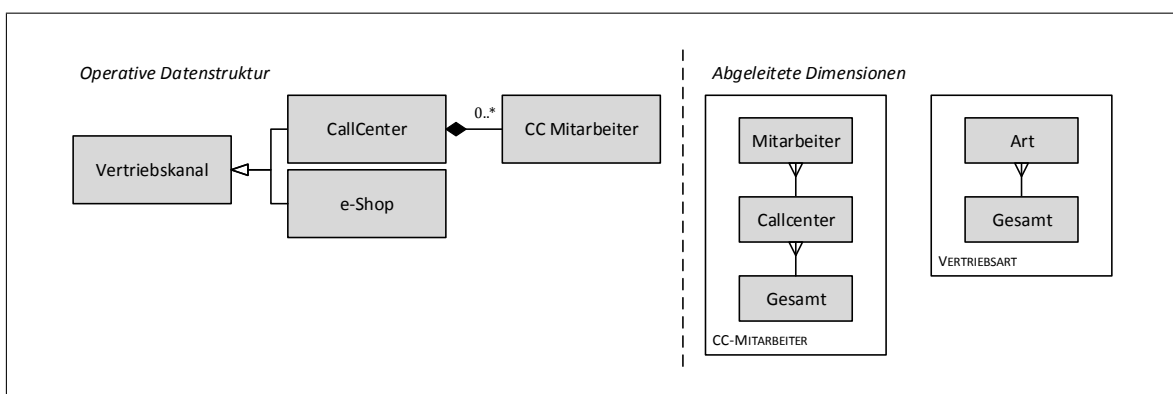 Operative Datenstruktur
Vertriebskanal
CallCenter
0..*
CC Mitarbeiter
e-Shop
Abgeleitete Dimensionen
Mitarbeiter
Callcenter
Gesamt
CC-MITARBEITER
Art
Gesamt
VERTRIEBSART